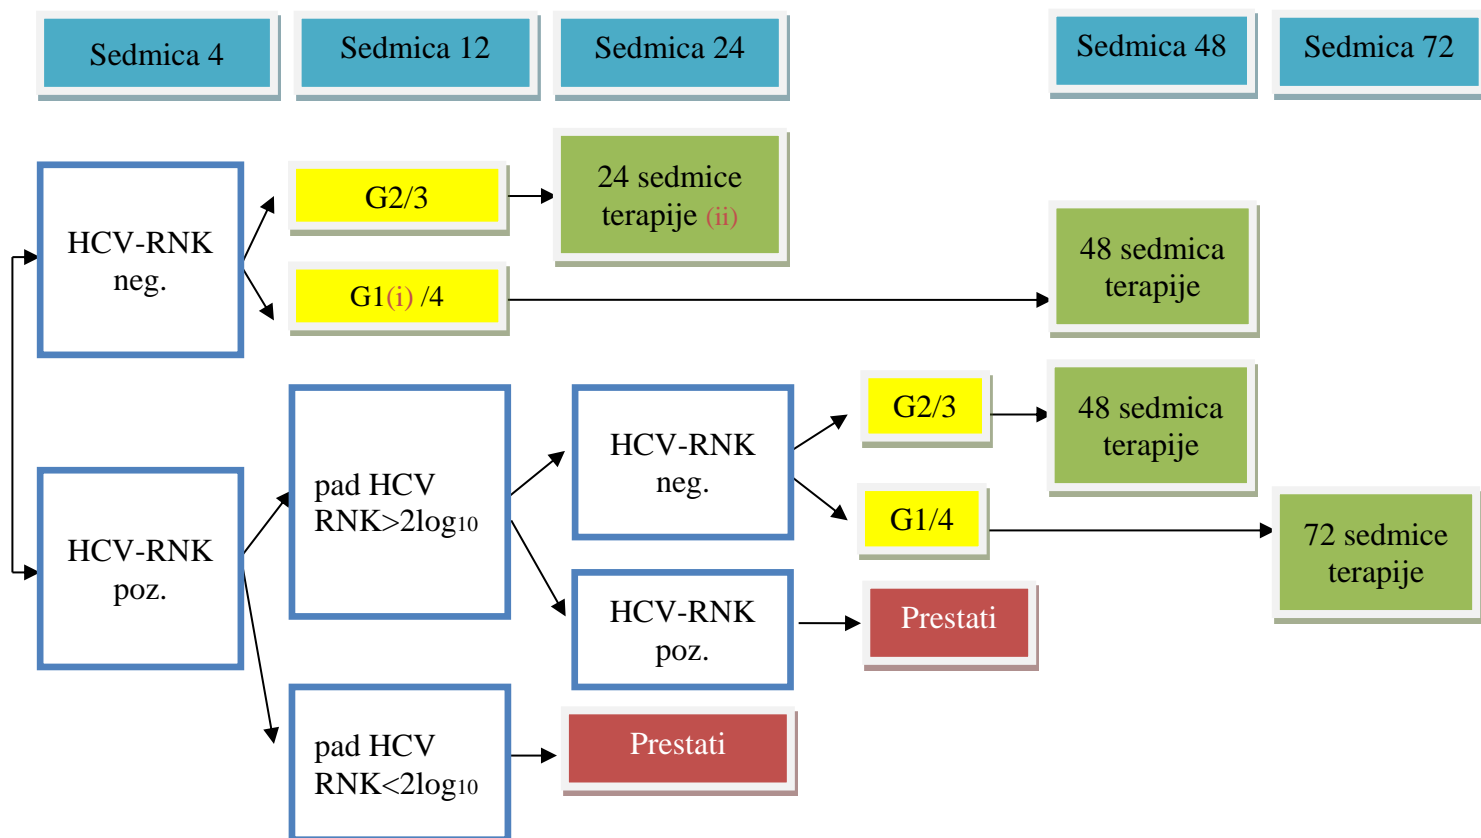 Sedmica 4
Sedmica 12
Sedmica 24
Sedmica 48
Sedmica 72
HCV-RNK
neg.
G2/3
24 sedmice
terapije (ii)
G1(i) /4
48 sedmica
terapije
HCV-RNK
poz.
pad HCV
RNK>2log10
HCV-RNK
neg.
G2/3
48 sedmica
terapije
G1/4
72 sedmice
terapije
HCV-RNK
poz.
Prestati
pad HCV
RNK<2log10
Prestati